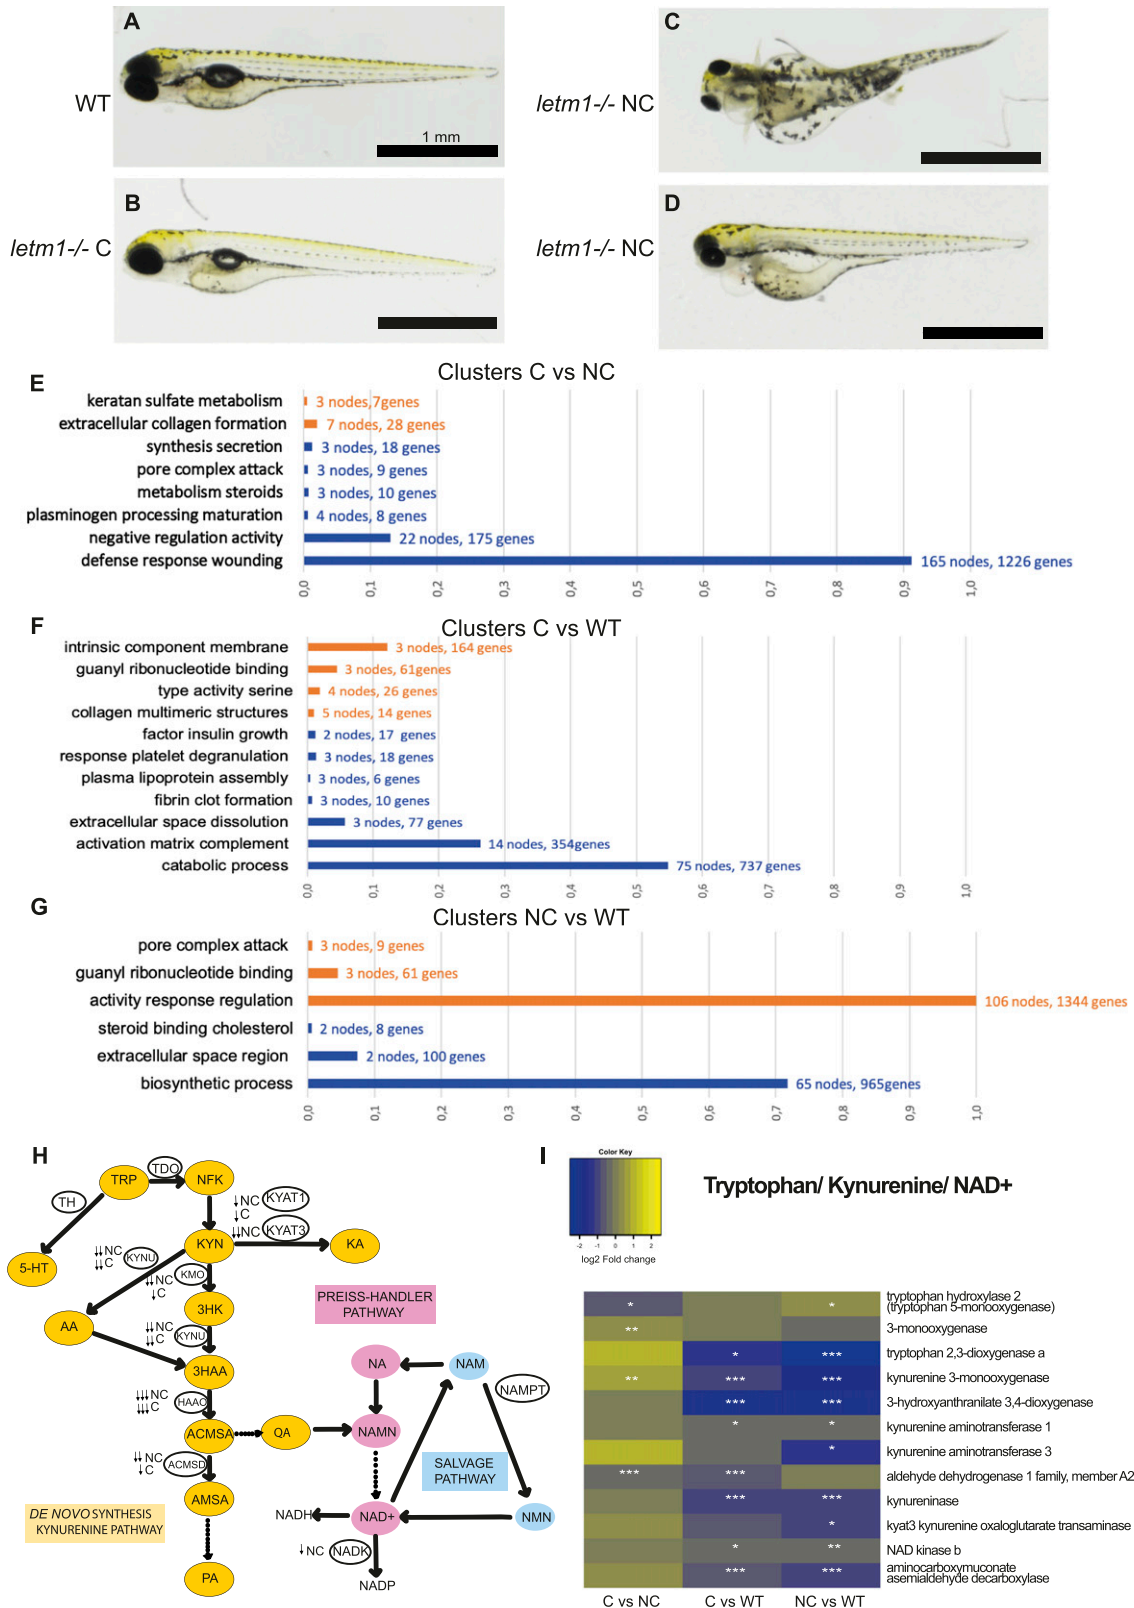 A
WT
1 mm
B
letm1-/- C
C
letm1-/- NC
D
letm1-/- NC
E
Clusters C vs NC
keratan sulfate metabolism
3 nodes,7genes
extracellular collagen formation
7 nodes, 28 genes
synthesis secretion
3 nodes, 18 genes
pore complex attack
3 nodes, 9 genes
metabolism steroids
3 nodes, 10 genes
plasminogen processing maturation
4 nodes, 8 genes
negative regulation activity
22 nodes, 175 genes
defense response wounding
165 nodes, 1226 genes
0,0 0,1 0,2 0,3 0,4 0,5 0,6 0,7 0,8 0,9 1,0
F
Clusters C vs WT
intrinsic component membrane
3 nodes, 164 genes
guanyl ribonucleotide binding
3 nodes, 61genes
type activity serine
4 nodes, 26 genes
collagen multimeric structures
5 nodes, 14 genes
factor insulin growth
2 nodes, 17 genes
response platelet degranulation
3 nodes, 18 genes
plasma lipoprotein assembly
3 nodes, 6 genes
fibrin clot formation
3 nodes, 10 genes
extracellular space dissolution
3 nodes, 77 genes
activation matrix complement
14 nodes, 354genes
catabolic process
75 nodes, 737 genes
0,0 0,1 0,2 0,3 0,4 0,5 0,6 0,7 0,8 0,9 1,0
G
Clusters NC vs WT
pore complex attack
3 nodes, 9 genes
guanyl ribonucleotide binding
3 nodes, 61 genes
activity response regulation
106 nodes, 1344 genes
steroid binding cholesterol
2 nodes, 8 genes
extracellular space region
2 nodes, 100 genes
biosynthetic process
65 nodes, 965genes
0,0 0,1 0,2 0,3 0,4 0,5 0,6 0,7 0,8 0,9 1,0
H
TRP
TDO
NFK
TH
5-HT
↓NC
↓C
KYAT1
↓↓NC
KYAT3
KYN
KA
↓↓NC
↓↓C
KYNU
↓↓NC
↓C
KMO
AA
3HK
↓↓NC
↓↓C
KYNU
3HAA
↓↓↓NC
↓↓↓C
HAAO
ACMSA
QA
↓↓NC
↓C
ACMSD
AMSA
DE NOVO SYNTHESIS
KYNURENINE PATHWAY
PA
PREISS-HANDLER
PATHWAY
NA
NAM
NAMPT
NAMN
SALVAGE
PATHWAY
NADH
NAD+
NMN
↓NC
NADK
NADP
I
Color Key
-2 -1 0 1 2
log2 Fold change
Tryptophan/ Kynurenine/ NAD+
* * tryptophan hydroxylase 2
(tryptophan 5-monooxygenase)
** 3-monooxygenase
* *** tryptophan 2,3-dioxygenase a
** *** *** kynurenine 3-monooxygenase
*** *** 3-hydroxyanthranilate 3,4-dioxygenase
* * kynurenine aminotransferase 1
* kynurenine aminotransferase 3
*** *** aldehyde dehydrogenase 1 family, member A2
*** *** kynureninase
* kyat3 kynurenine oxaloglutarate transaminase
* ** NAD kinase b
*** *** aminocarboxymuconate
asemialdehyde decarboxylase
C vs NC
C vs WT
NC vs WT